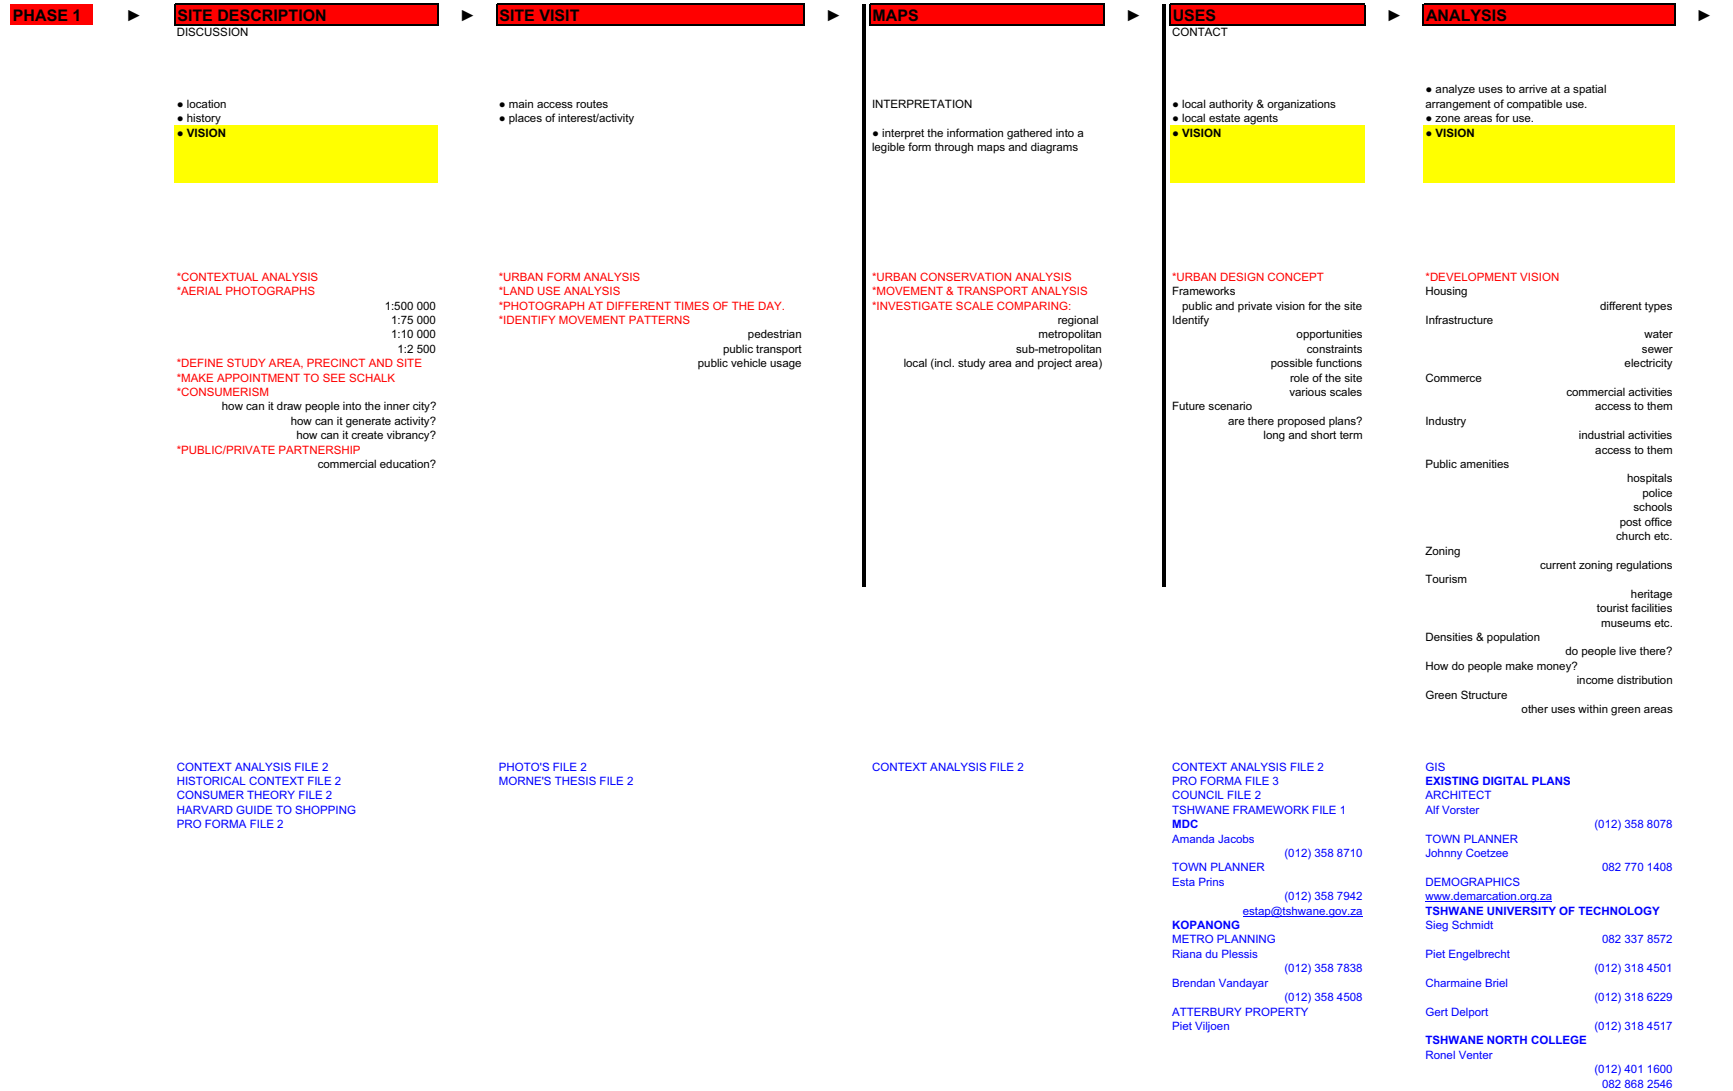 PHASE 1 ► SITE DESCRIPTION ► SITE VISIT ► MAPS ► USES ► ANALYSIS ►
DISCUSSION
● location
● history
● VISION
*CONTEXTUAL ANALYSIS
*AERIAL PHOTOGRAPHS
1:500 000
1:75 000
1:10 000
1:2 500
*DEFINE STUDY AREA, PRECINCT AND SITE
*MAKE APPOINTMENT TO SEE SCHALK
*CONSUMERISM
how can it draw people into the inner city?
how can it generate activity?
how can it create vibrancy?
*PUBLIC/PRIVATE PARTNERSHIP
commercial education?
CONTEXT ANALYSIS FILE 2
HISTORICAL CONTEXT FILE 2
CONSUMER THEORY FILE 2
HARVARD GUIDE TO SHOPPING
PRO FORMA FILE 2
● main access routes
● places of interest/activity
*URBAN FORM ANALYSIS
*LAND USE ANALYSIS
*PHOTOGRAPH AT DIFFERENT TIMES OF THE DAY.
*IDENTIFY MOVEMENT PATTERNS
pedestrian
public transport
public vehicle usage
PHOTO'S FILE 2
MORNE'S THESIS FILE 2
INTERPRETATION
● interpret the information gathered into a
legible form through maps and diagrams
*URBAN CONSERVATION ANALYSIS
*MOVEMENT & TRANSPORT ANALYSIS
*INVESTIGATE SCALE COMPARING:
regional
metropolitan
sub-metropolitan
local (incl. study area and project area)
CONTEXT ANALYSIS FILE 2
CONTACT
● local authority & organizations
● local estate agents
● VISION
*URBAN DESIGN CONCEPT
Frameworks
public and private vision for the site
Identify
opportunities
constraints
possible functions
role of the site
various scales
Future scenario
are there proposed plans?
long and short term
CONTEXT ANALYSIS FILE 2
PRO FORMA FILE 3
COUNCIL FILE 2
TSHWANE FRAMEWORK FILE 1
MDC
Amanda Jacobs
(012) 358 8710
TOWN PLANNER
Esta Prins
(012) 358 7942
estap@tshwane.gov.za
KOPANONG
METRO PLANNING
Riana du Plessis
(012) 358 7838
Brendan Vandayar
(012) 358 4508
ATTERBURY PROPERTY
Piet Viljoen
● analyze uses to arrive at a spatial
arrangement of compatible use.
● zone areas for use.
● VISION
*DEVELOPMENT VISION
Housing
different types
Infrastructure
water
sewer
electricity
Commerce
commercial activities
access to them
Industry
industrial activities
access to them
Public amenities
hospitals
police
schools
post office
church etc.
Zoning
current zoning regulations
Tourism
heritage
tourist facilities
museums etc.
Densities & population
do people live there?
How do people make money?
income distribution
Green Structure
other uses within green areas
GIS
EXISTING DIGITAL PLANS
ARCHITECT
Alf Vorster
(012) 358 8078
TOWN PLANNER
Johnny Coetzee
082 770 1408
DEMOGRAPHICS
www.demarcation.org.za
TSHWANE UNIVERSITY OF TECHNOLOGY
Sieg Schmidt
082 337 8572
Piet Engelbrecht
(012) 318 4501
Charmaine Briel
(012) 318 6229
Gert Delport
(012) 318 4517
TSHWANE NORTH COLLEGE
Ronel Venter
(012) 401 1600
082 868 2546